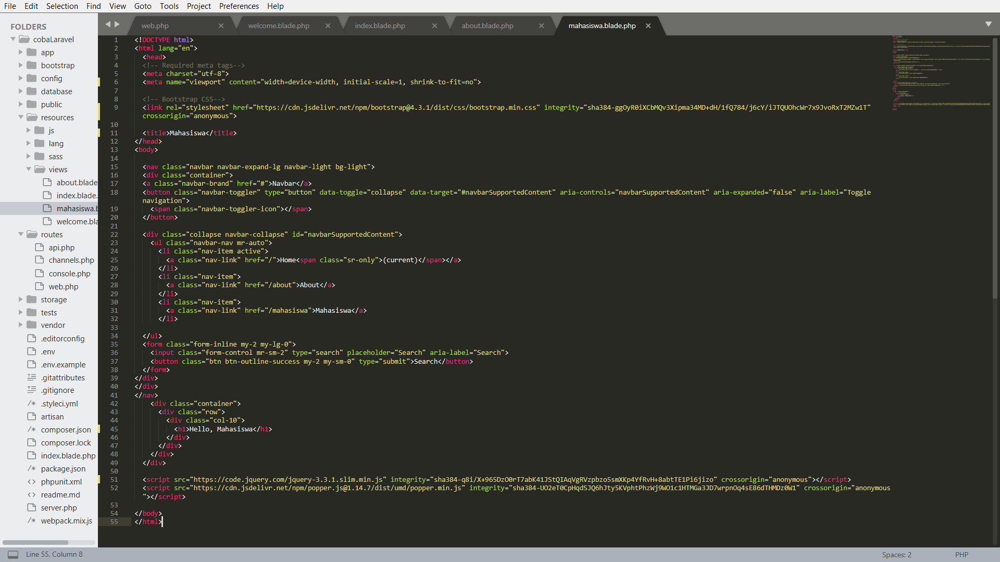 File Edit Selection Find View Goto Tools Project Preferences Help
FOLDERS
cobaLaravel
app
bootstrap
config
database
public
resources
js
lang
sass
views
about.blade
index.blade.
mahasiswa.b
welcome.bla
routes
api.php
channels.php
console.php
web.php
storage
tests
vendor
.editorconfig
.env
.env.example
.gitattributes
.gitignore
.styleci.yml
artisan
composer.json
composer.lock
index.blade.php
package.json
phpunit.xml
readme.md
server.php
webpack.mix.js
web.php welcome.blade.php index.blade.php about.blade.php mahasiswa.blade.php
1 <!DOCTYPE html>
2 <html lang="en">
3 <head>
4 <!-- Required meta tags-->
5 <meta charset="utf-8">
6 <meta name="viewport" content="width=device-width, initial-scale=1, shrink-to-fit=no">
7
8 <!-- Bootstrap CSS-->
9 <link rel="stylesheet" href="https://cdn.jsdelivr.net/npm/bootstrap@4.3.1/dist/css/bootstrap.min.css" integrity="sha384-ggOyR0iXCbMQv3Xipma34MD+dH/1fQ784/j6cY/iJTQUOhcWr7x9JvoRxT2MZw1T"
crossorigin="anonymous">
10
11 <title>Mahasiswa</title>
12 </head>
13 <body>
14
15 <nav class="navbar navbar-expand-lg navbar-light bg-light">
16 <div class="container">
17 <a class="navbar-brand" href="#">Navbar</a>
18 <button class="navbar-toggler" type="button" data-toggle="collapse" data-target="#navbarSupportedContent" aria-controls="navbarSupportedContent" aria-expanded="false" aria-label="Toggle
navigation">
19 <span class="navbar-toggler-icon"></span>
20 </button>
21
22 <div class="collapse navbar-collapse" id="navbarSupportedContent">
23 <ul class="navbar-nav mr-auto">
24 <li class="nav-item active">
25 <a class="nav-link" href="/">Home<span class="sr-only">(current)</span></a>
26 </li>
27 <li class="nav-item">
28 <a class="nav-link" href="/about">About</a>
29 </li>
30 <li class="nav-item">
31 <a class="nav-link" href="/mahasiswa">Mahasiswa</a>
32 </li>
33
34 </ul>
35 <form class="form-inline my-2 my-lg-0">
36 <input class="form-control mr-sm-2" type="search" placeholder="Search" aria-label="Search">
37 <button class="btn btn-outline-success my-2 my-sm-0" type="submit">Search</button>
38 </form>
39 </div>
40 </div>
41 </nav>
42 <div class="container">
43 <div class="row">
44 <div class="col-10">
45 <h1>Hello, Mahasiswa</h1>
46 </div>
47 </div>
48 </div>
49 </div>
50
51 <script src="https://code.jquery.com/jquery-3.3.1.slim.min.js" integrity="sha384-q8i/X+965DzO0rT7abK41JStQIAqVgRVzpbzo5smXKp4YfRvH+8abtTE1Pi6jizo" crossorigin="anonymous"></script>
52 <script src="https://cdn.jsdelivr.net/npm/popper.js@1.14.7/dist/umd/popper.min.js" integrity="sha384-UO2eT0CpHqdSJQ6hJty5KVphtPhzWj9WO1c1HTMGa3JD7wrpnOq4sE86dTHMDz0W1" crossorigin="anonymous
"></script>
53
54 </body>
55 </html>
Line 55, Column 8 Spaces: 2 PHP